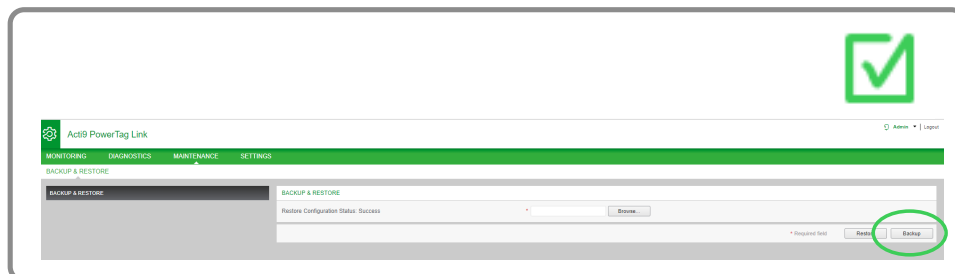 Acti9 PowerTag Link
Admin | Logout
MONITORING DIAGNOSTICS MAINTENANCE SETTINGS
BACKUP & RESTORE
BACKUP & RESTORE
BACKUP & RESTORE
Restore Configuration Status: Success * Browse...
* Required field Restore Backup